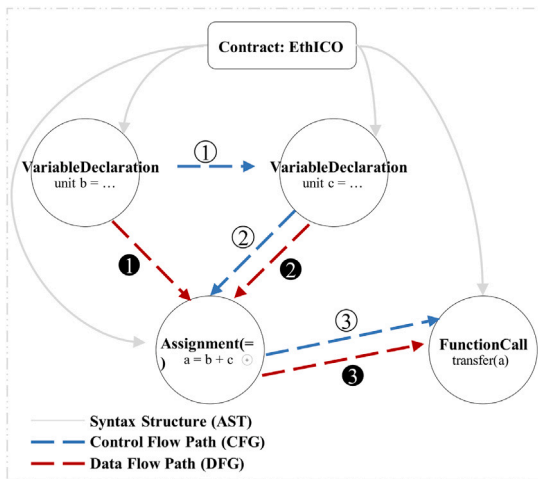 Contract: EthICO
VariableDeclaration
unit b = ...
①
VariableDeclaration
unit c = ...
❶
②
❷
Assignment(=
)
a = b + c
③
❸
FunctionCall
transfer(a)
Syntax Structure (AST)
Control Flow Path (CFG)
Data Flow Path (DFG)